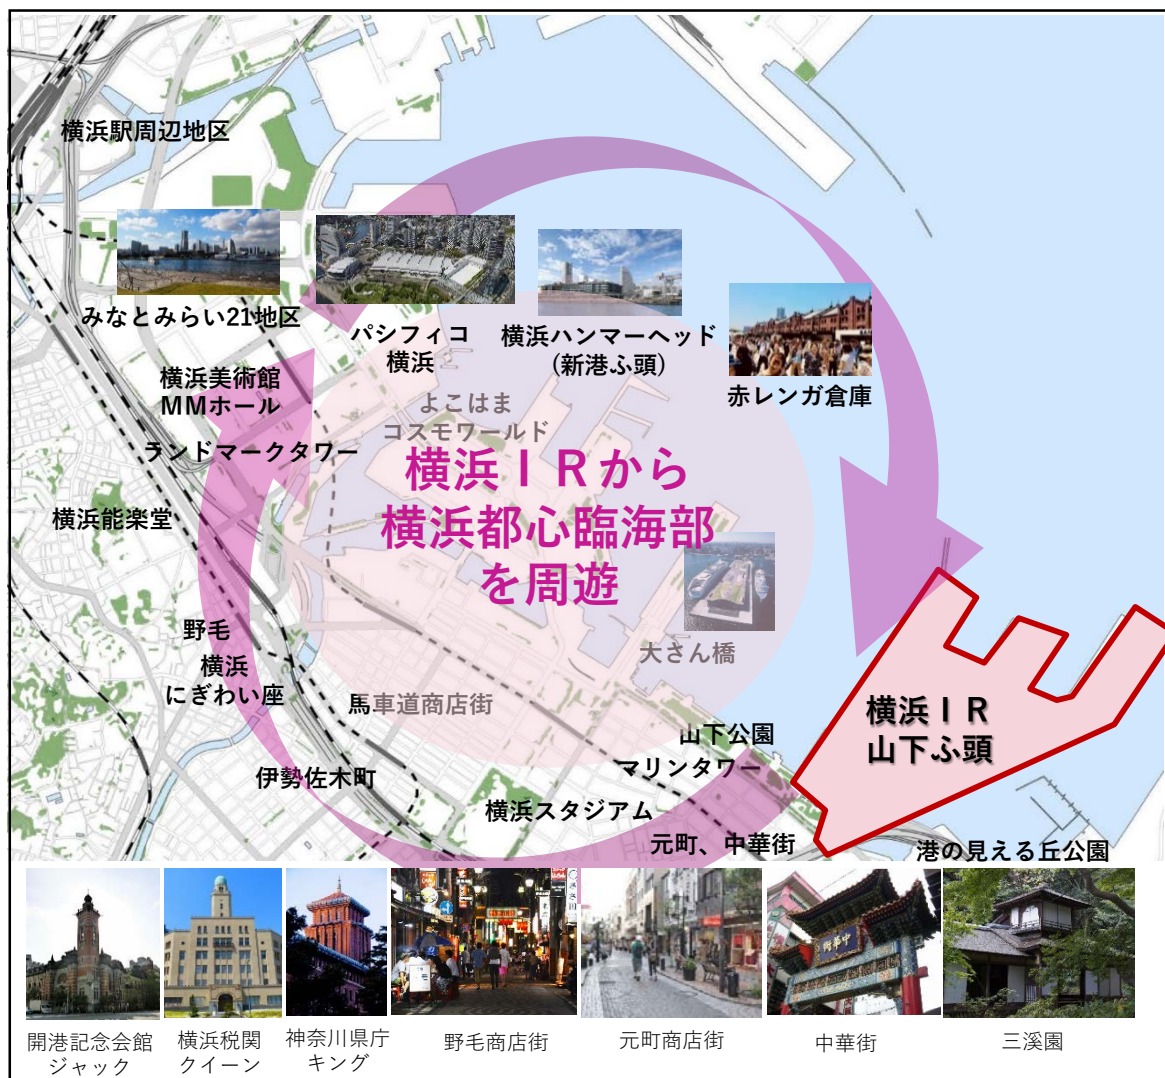 横浜駅周辺地区
みなとみらい21地区
パシフィコ
横浜
横浜ハンマーヘッド
(新港ふ頭)
赤レンガ倉庫
横浜美術館
MMホール
よこはま
コスモワールド
ランドマークタワー
横浜IRから
横浜都心臨海部
を周遊
横浜能楽堂
野毛
横浜
にぎわい座
大さん橋
馬車道商店街
横浜IR
山下ふ頭
山下公園
マリンタワー
伊勢佐木町
横浜スタジアム
元町、中華街
港の見える丘公園
中華街
開港記念会館
ジャック
横浜税関
クイーン
神奈川県庁
キング
野毛商店街
元町商店街
中華街
三溪園